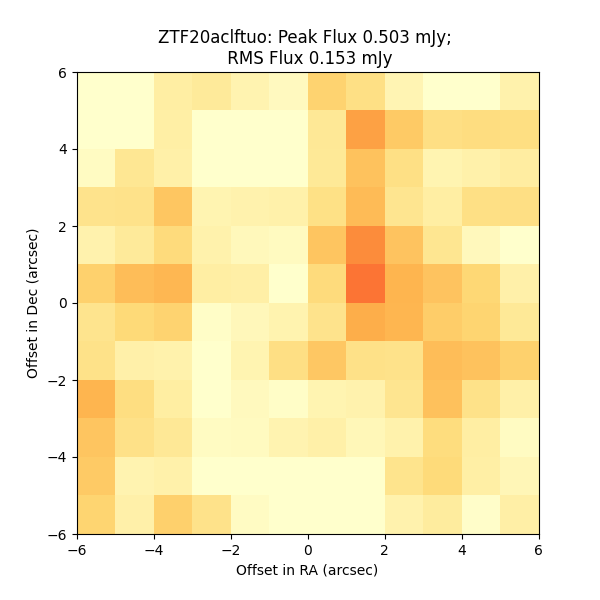 ZTF20aclftuo: Peak Flux 0.503 mJy;
RMS Flux 0.153 mJy
6
4
2
0
−2
−4
−6
Offset in Dec (arcsec)
−6 −4 −2 0 2 4 6
Offset in RA (arcsec)